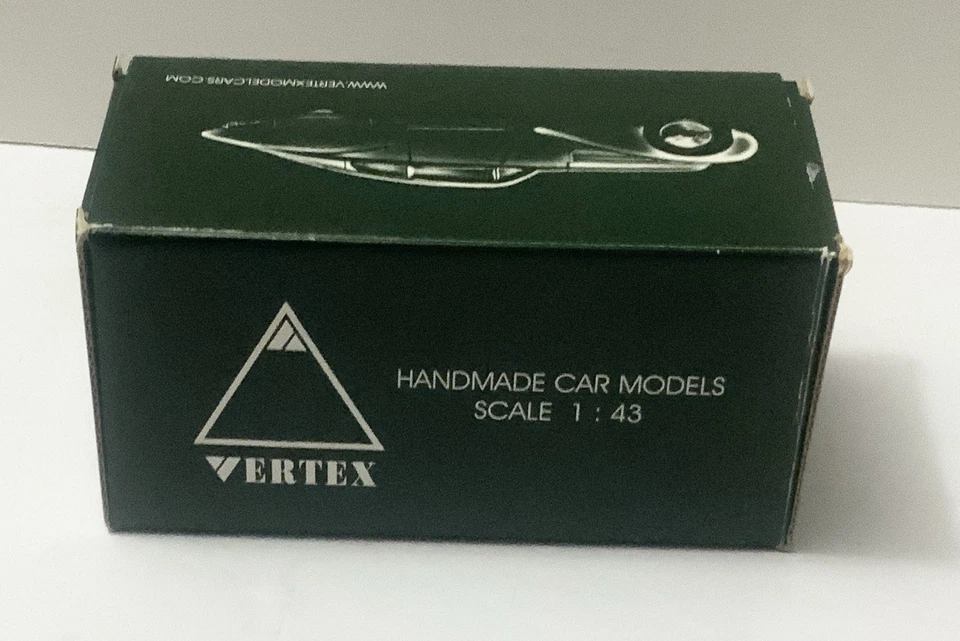 WWW.VERTEXMODELCARS.COM
HANDMADE CAR MODELS
SCALE 1 : 43
VERTEX